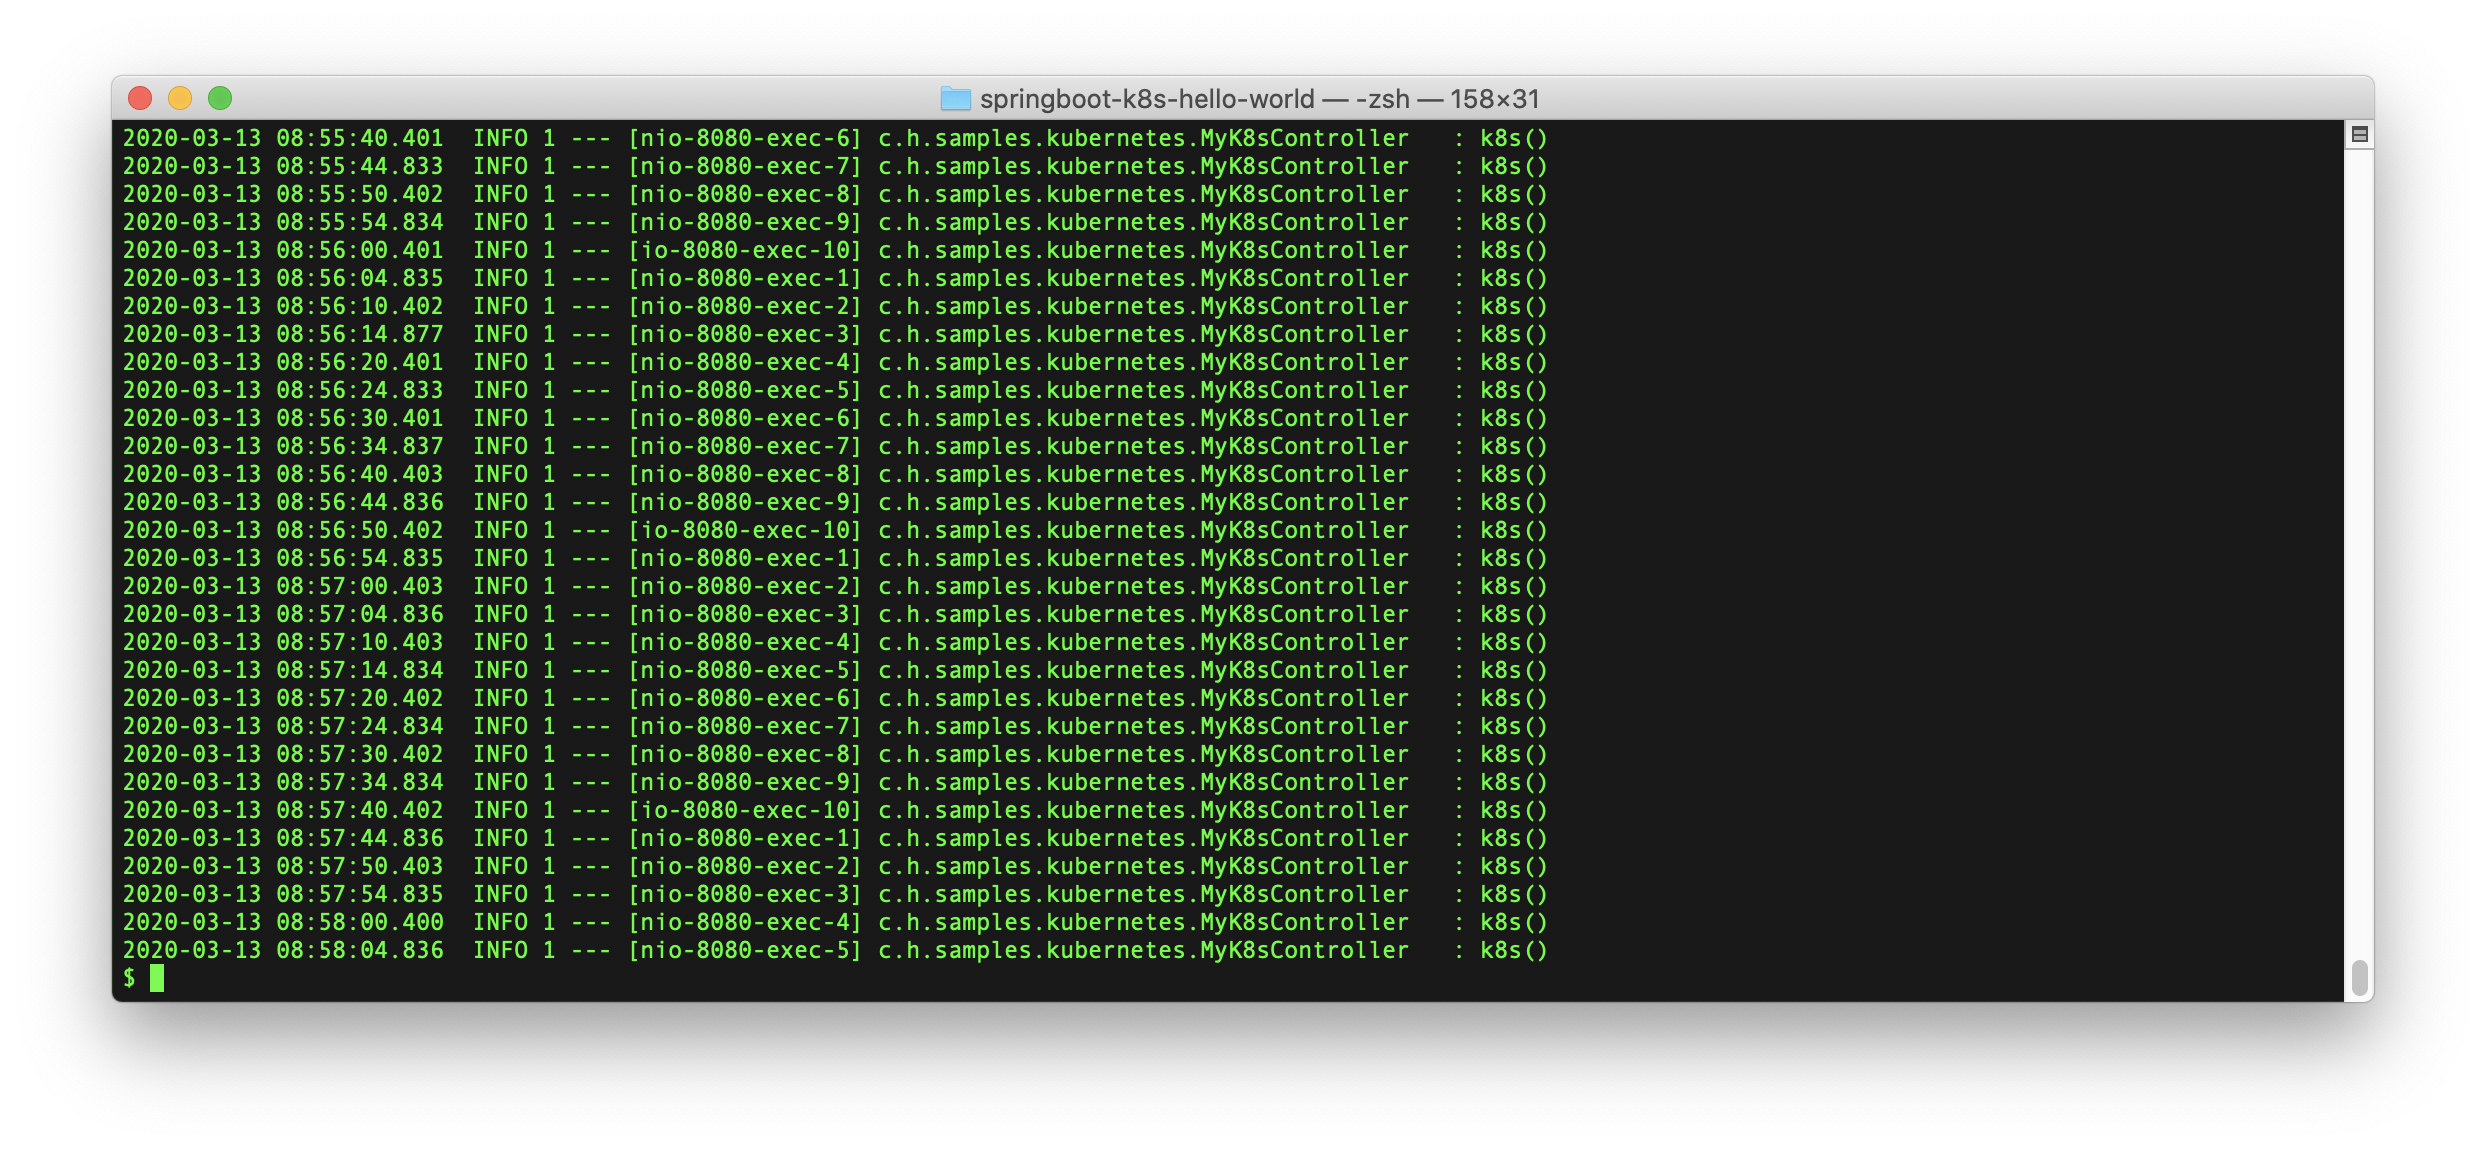 springboot-k8s-hello-world — -zsh — 158×31
2020-03-13 08:55:40.401  INFO 1 --- [nio-8080-exec-6] c.h.samples.kubernetes.MyK8sController   : k8s()
2020-03-13 08:55:44.833  INFO 1 --- [nio-8080-exec-7] c.h.samples.kubernetes.MyK8sController   : k8s()
2020-03-13 08:55:50.402  INFO 1 --- [nio-8080-exec-8] c.h.samples.kubernetes.MyK8sController   : k8s()
2020-03-13 08:55:54.834  INFO 1 --- [nio-8080-exec-9] c.h.samples.kubernetes.MyK8sController   : k8s()
2020-03-13 08:56:00.401  INFO 1 --- [io-8080-exec-10] c.h.samples.kubernetes.MyK8sController   : k8s()
2020-03-13 08:56:04.835  INFO 1 --- [nio-8080-exec-1] c.h.samples.kubernetes.MyK8sController   : k8s()
2020-03-13 08:56:10.402  INFO 1 --- [nio-8080-exec-2] c.h.samples.kubernetes.MyK8sController   : k8s()
2020-03-13 08:56:14.877  INFO 1 --- [nio-8080-exec-3] c.h.samples.kubernetes.MyK8sController   : k8s()
2020-03-13 08:56:20.401  INFO 1 --- [nio-8080-exec-4] c.h.samples.kubernetes.MyK8sController   : k8s()
2020-03-13 08:56:24.833  INFO 1 --- [nio-8080-exec-5] c.h.samples.kubernetes.MyK8sController   : k8s()
2020-03-13 08:56:30.401  INFO 1 --- [nio-8080-exec-6] c.h.samples.kubernetes.MyK8sController   : k8s()
2020-03-13 08:56:34.837  INFO 1 --- [nio-8080-exec-7] c.h.samples.kubernetes.MyK8sController   : k8s()
2020-03-13 08:56:40.403  INFO 1 --- [nio-8080-exec-8] c.h.samples.kubernetes.MyK8sController   : k8s()
2020-03-13 08:56:44.836  INFO 1 --- [nio-8080-exec-9] c.h.samples.kubernetes.MyK8sController   : k8s()
2020-03-13 08:56:50.402  INFO 1 --- [io-8080-exec-10] c.h.samples.kubernetes.MyK8sController   : k8s()
2020-03-13 08:56:54.835  INFO 1 --- [nio-8080-exec-1] c.h.samples.kubernetes.MyK8sController   : k8s()
2020-03-13 08:57:00.403  INFO 1 --- [nio-8080-exec-2] c.h.samples.kubernetes.MyK8sController   : k8s()
2020-03-13 08:57:04.836  INFO 1 --- [nio-8080-exec-3] c.h.samples.kubernetes.MyK8sController   : k8s()
2020-03-13 08:57:10.403  INFO 1 --- [nio-8080-exec-4] c.h.samples.kubernetes.MyK8sController   : k8s()
2020-03-13 08:57:14.834  INFO 1 --- [nio-8080-exec-5] c.h.samples.kubernetes.MyK8sController   : k8s()
2020-03-13 08:57:20.402  INFO 1 --- [nio-8080-exec-6] c.h.samples.kubernetes.MyK8sController   : k8s()
2020-03-13 08:57:24.834  INFO 1 --- [nio-8080-exec-7] c.h.samples.kubernetes.MyK8sController   : k8s()
2020-03-13 08:57:30.402  INFO 1 --- [nio-8080-exec-8] c.h.samples.kubernetes.MyK8sController   : k8s()
2020-03-13 08:57:34.834  INFO 1 --- [nio-8080-exec-9] c.h.samples.kubernetes.MyK8sController   : k8s()
2020-03-13 08:57:40.402  INFO 1 --- [io-8080-exec-10] c.h.samples.kubernetes.MyK8sController   : k8s()
2020-03-13 08:57:44.836  INFO 1 --- [nio-8080-exec-1] c.h.samples.kubernetes.MyK8sController   : k8s()
2020-03-13 08:57:50.403  INFO 1 --- [nio-8080-exec-2] c.h.samples.kubernetes.MyK8sController   : k8s()
2020-03-13 08:57:54.835  INFO 1 --- [nio-8080-exec-3] c.h.samples.kubernetes.MyK8sController   : k8s()
2020-03-13 08:58:00.400  INFO 1 --- [nio-8080-exec-4] c.h.samples.kubernetes.MyK8sController   : k8s()
2020-03-13 08:58:04.836  INFO 1 --- [nio-8080-exec-5] c.h.samples.kubernetes.MyK8sController   : k8s()
$